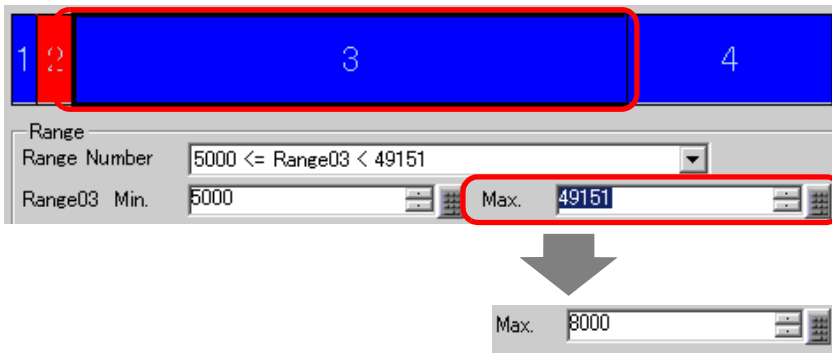 1 2 3 4
Range
Range Number 5000 <= Range03 < 49151
Range03 Min. 5000 Max. 49151
Max. 8000